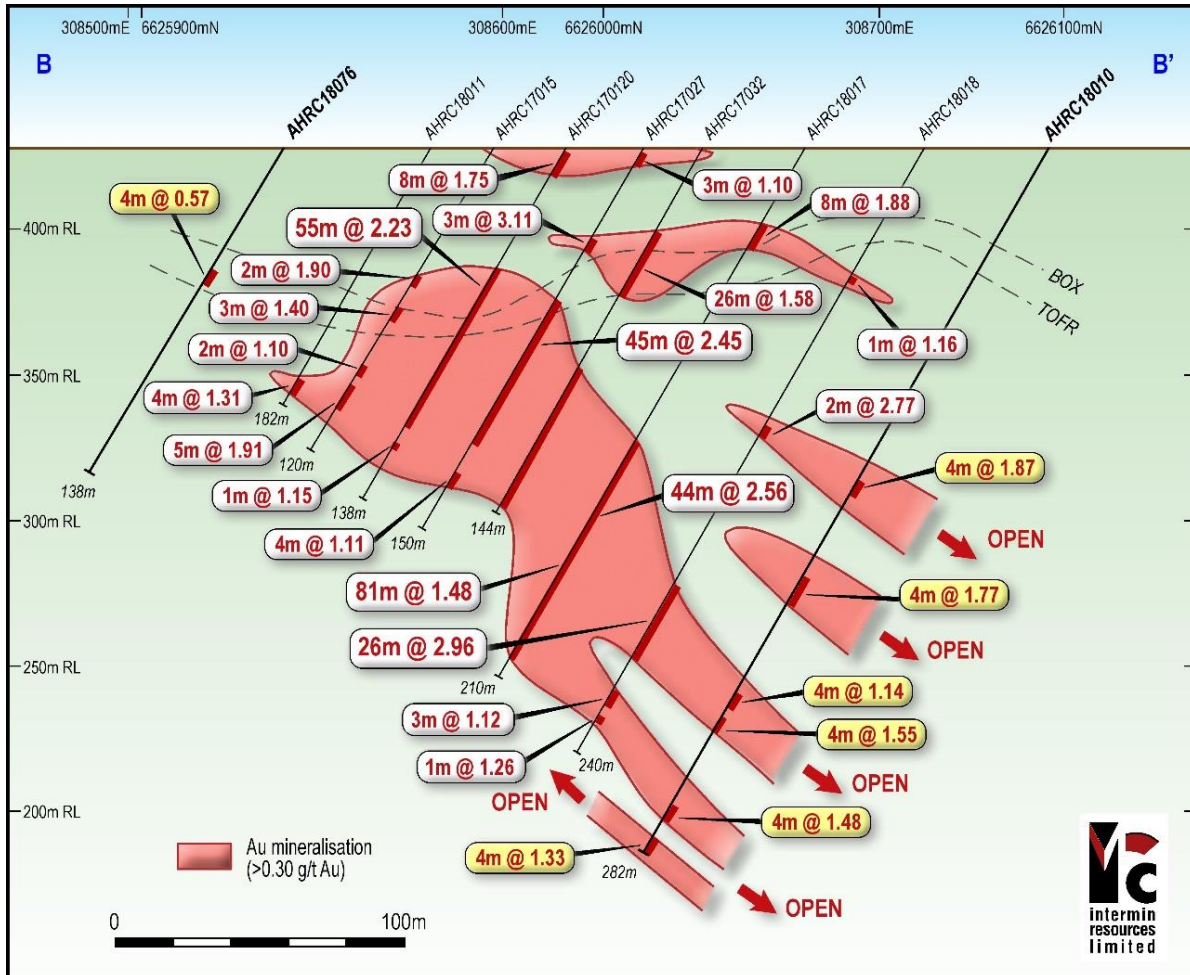 308500mE 6625900mN 308600mE 6626000mN 308700mE 6626100mN
B B'
AHRC18076
AHRC18011
AHRC17015
AHRC170120
AHRC17027
AHRC17032
AHRC18017
AHRC18018
AHRC18010
8m @ 1.75
3m @ 1.10
4m @ 0.57
3m @ 3.11
8m @ 1.88
400m RL
55m @ 2.23
2m @ 1.90
BOX
26m @ 1.58
3m @ 1.40
TOFR
45m @ 2.45
1m @ 1.16
2m @ 1.10
350m RL
4m @ 1.31
182m
2m @ 2.77
5m @ 1.91
120m
4m @ 1.87
138m
1m @ 1.15
138m
44m @ 2.56
144m
300m RL
150m
4m @ 1.11
OPEN
81m @ 1.48
4m @ 1.77
26m @ 2.96
OPEN
250m RL
210m
4m @ 1.14
3m @ 1.12
4m @ 1.55
1m @ 1.26
240m
OPEN
OPEN
200m RL
4m @ 1.48
Au mineralisation
(>0.30 g/t Au)
4m @ 1.33
282m
OPEN
0 100m
intermin
resources
limited